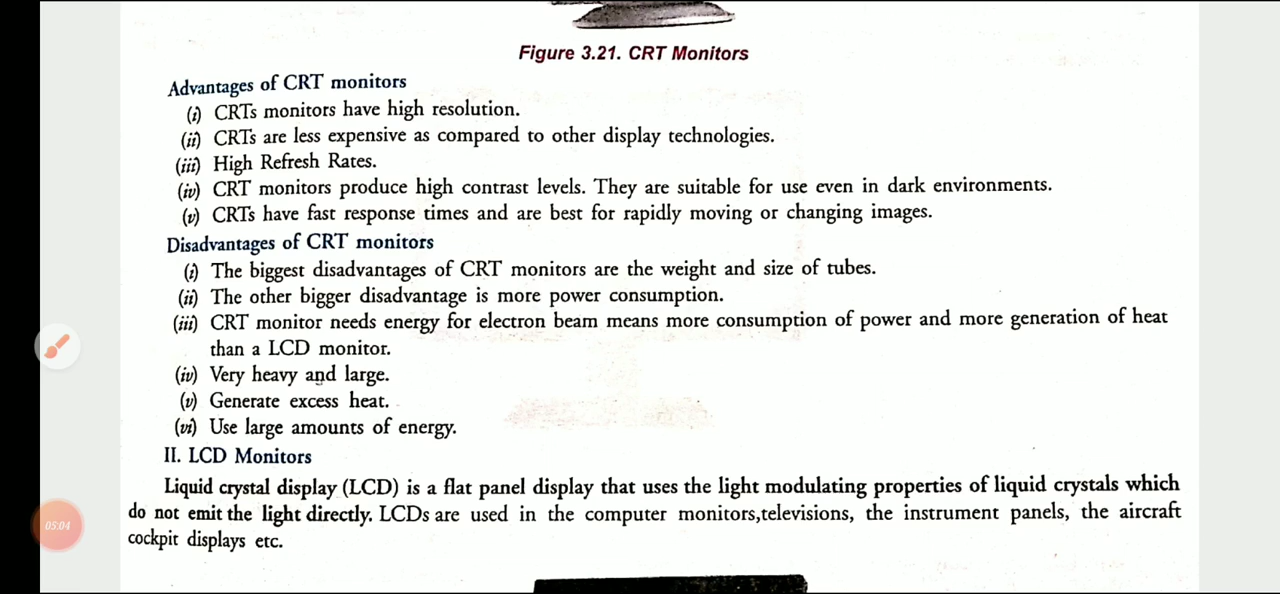 Figure 3.21. CRT Monitors
Advantages of CRT monitors
(i) CRTs monitors have high resolution.
(ii) CRTs are less expensive as compared to other display technologies.
(iii) High Refresh Rates.
(iv) CRT monitors produce high contrast levels. They are suitable for use even in dark environments.
(v) CRTs have fast response times and are best for rapidly moving or changing images.
Disadvantages of CRT monitors
(i) The biggest disadvantages of CRT monitors are the weight and size of tubes.
(ii) The other bigger disadvantage is more power consumption.
(iii) CRT monitor needs energy for electron beam means more consumption of power and more generation of heat
than a LCD monitor.
(iv) Very heavy and large.
(v) Generate excess heat.
(vi) Use large amounts of energy.
II. LCD Monitors
Liquid crystal display (LCD) is a flat panel display that uses the light modulating properties of liquid crystals which
do not emit the light directly. LCDs are used in the computer monitors,televisions, the instrument panels, the aircraft
cockpit displays etc.
05:04